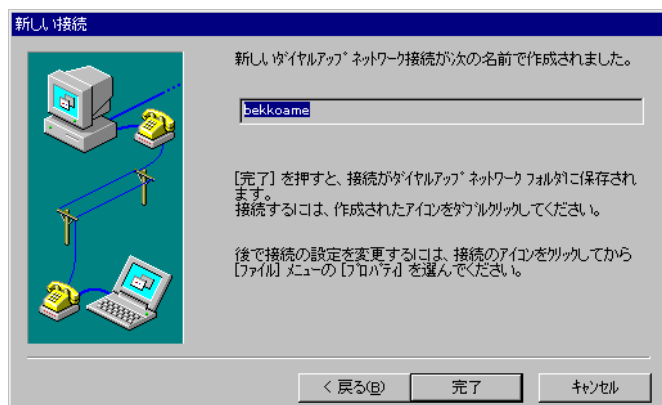 新しい接続
新しいﾀﾞｲﾔﾙｱｯﾌﾟ ﾈｯﾄﾜｰｸ接続が次の名前で作成されました。
bekkoame
[完了] を押すと、接続がﾀﾞｲﾔﾙｱｯﾌﾟ ﾈｯﾄﾜｰｸ ﾌｫﾙﾀﾞに保存され
ます。
接続するには、作成されたアイコンをﾀﾞﾌﾞﾙｸﾘｯｸしてください。
後で接続の設定を変更するには、接続のアイコンをｸﾘｯｸしてから
[ﾌｧｲﾙ] ﾒﾆｭｰの [ﾌﾟﾛﾊﾟﾃｨ] を選んでください。
< 戻る(B)
完了
ｷｬﾝｾﾙ